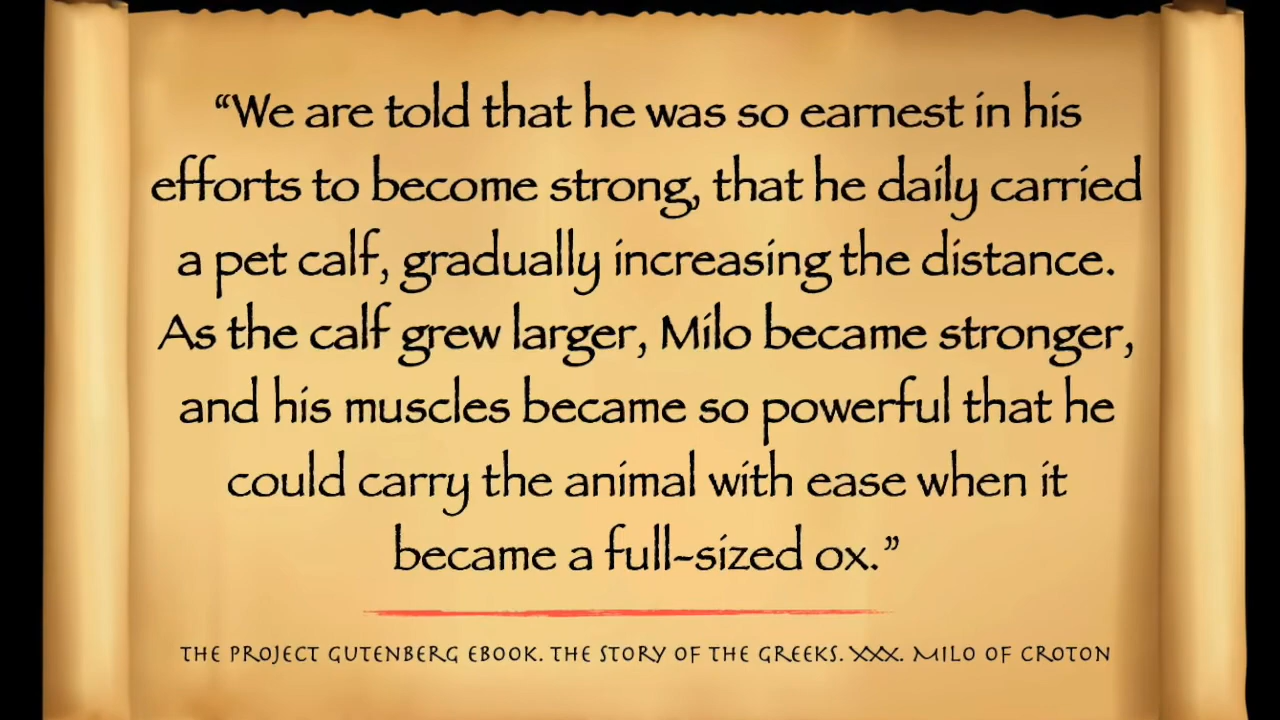 “We are told that he was so earnest in his
efforts to become strong, that he daily carried
a pet calf, gradually increasing the distance.
As the calf grew larger, Milo became stronger,
and his muscles became so powerful that he
could carry the animal with ease when it
became a full-sized ox.”
THE PROJECT GUTENBERG EBOOK. THE STORY OF THE GREEKS. XXX. MILO OF CROTON